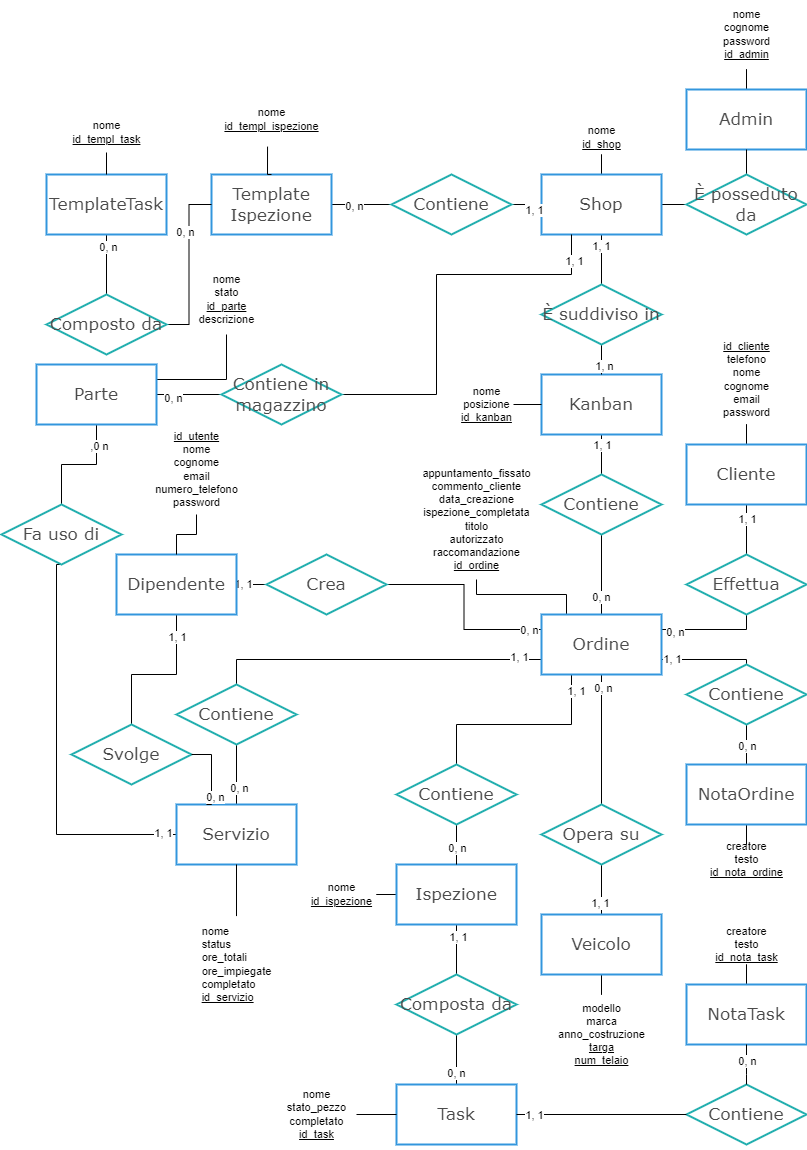 nome
cognome
password
id_admin
Admin
nome
id_templ_task
nome
id_templ_ispezione
nome
id_shop
TemplateTask
Template
Ispezione
0, n
Contiene
1, 1
Shop
È posseduto
da
0, n
0, n
1, 1
1, 1
Composto da
nome
stato
id_parte
descrizione
È suddiviso in
Parte
0, n
Contiene in
magazzino
1, n
nome
posizione
id_kanban
Kanban
id_cliente
telefono
nome
cognome
email
password
,0 n
1, 1
id_utente
nome
cognome
email
numero_telefono
password
appuntamento_fissato
commento_cliente
data_creazione
ispezione_completata
titolo
autorizzato
raccomandazione
id_ordine
Cliente
Contiene
1, 1
Fa uso di
Dipendente
1, 1
Crea
Effettua
0, n
0, n
Ordine
0, n
1, 1
1, 1
1, 1
1, 1
0, n
Contiene
Contiene
Svolge
0, n
0, n
0, n
Contiene
NotaOrdine
1, 1
Servizio
Opera su
0, n
creatore
testo
id_nota_ordine
nome
id_ispezione
Ispezione
1, 1
nome
status
ore_totali
ore_impiegate
completato
id_servizio
1, 1
Veicolo
creatore
testo
id_nota_task
Composta da
modello
marca
anno_costruzione
targa
num_telaio
NotaTask
0, n
0, n
nome
stato_pezzo
completato
id_task
Task
1, 1
Contiene